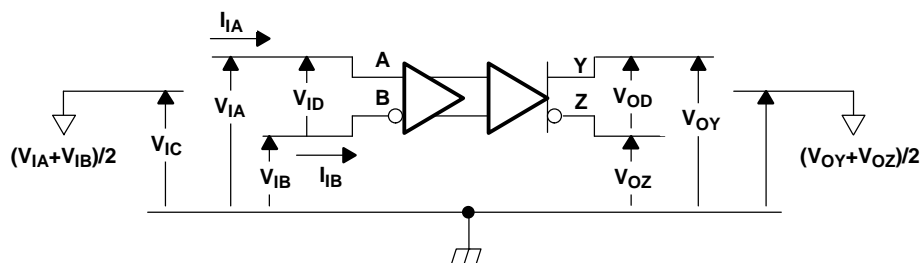 I_IA
A
Y
V_ID
B
Z
V_OD
V_IA
V_OY
V_IC
(V_IA+V_IB)/2
V_IB
I_IB
V_OZ
(V_OY+V_OZ)/2